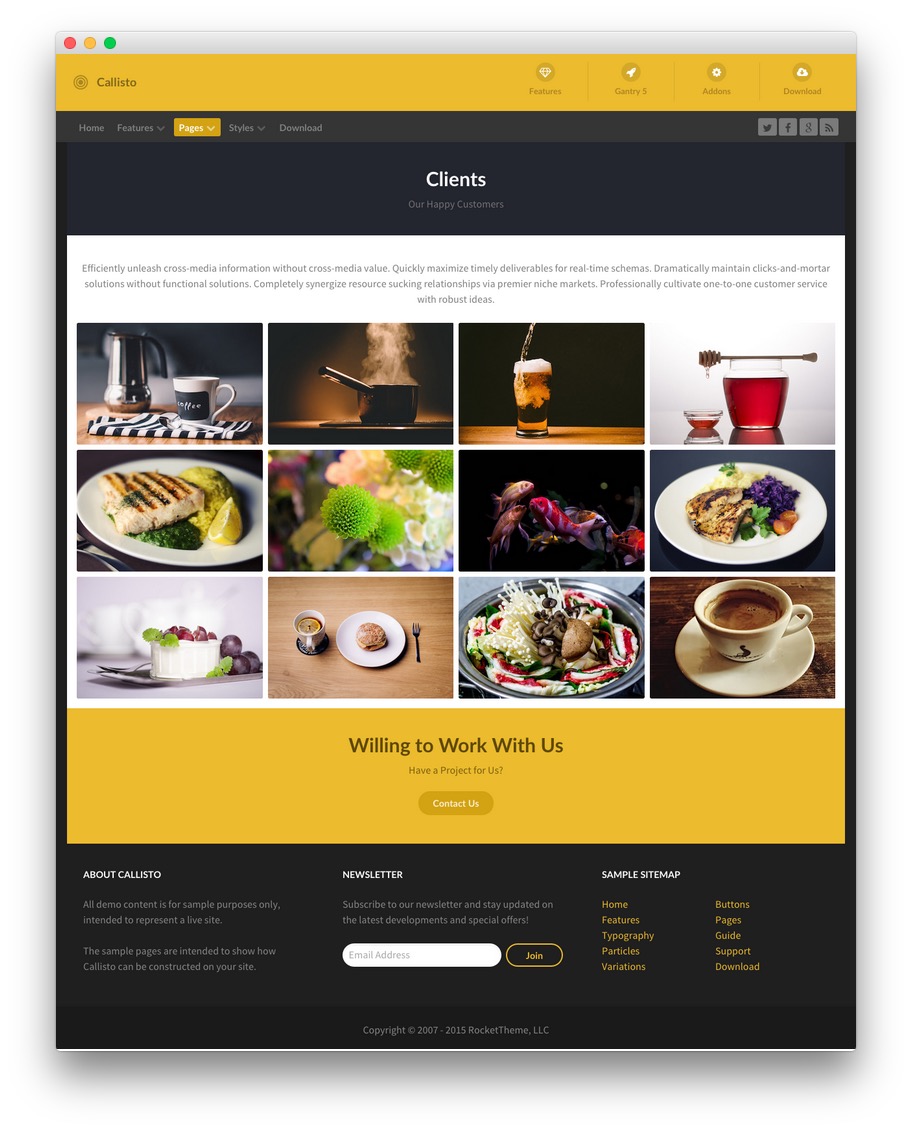 Callisto
Features
Gantry 5
Addons
Download
Home
Features
Pages
Styles
Download
Clients
Our Happy Customers
Efficiently unleash cross-media information without cross-media value. Quickly maximize timely deliverables for real-time schemas. Dramatically maintain clicks-and-mortar
solutions without functional solutions. Completely synergize resource sucking relationships via premier niche markets. Professionally cultivate one-to-one customer service
with robust ideas.
coffee
Willing to Work With Us
Have a Project for Us?
Contact Us
ABOUT CALLISTO
All demo content is for sample purposes only,
intended to represent a live site.
The sample pages are intended to show how
Callisto can be constructed on your site.
NEWSLETTER
Subscribe to our newsletter and stay updated on
the latest developments and special offers!
Email Address
Join
SAMPLE SITEMAP
Home
Features
Typography
Particles
Variations
Buttons
Pages
Guide
Support
Download
Copyright © 2007 - 2015 RocketTheme, LLC